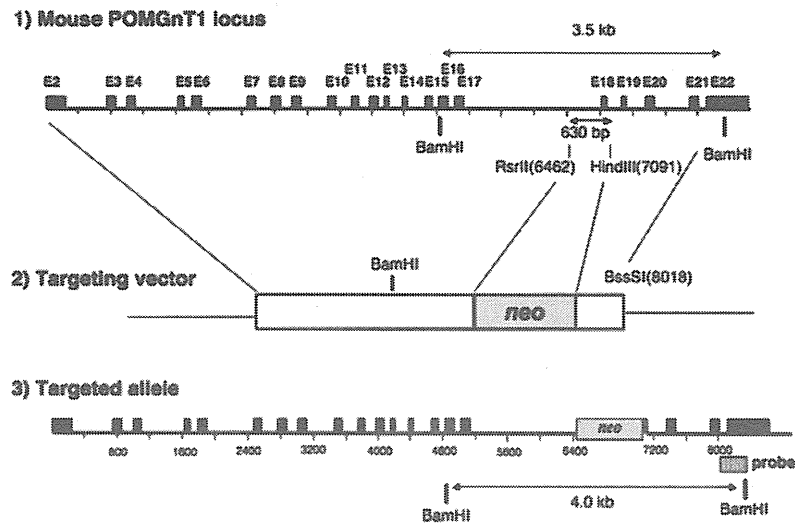 1) Mouse POMGnT1 locus
3.5 kb
E2 E3 E4 E5 E6 E7 E8 E9 E10 E11 E12 E13 E14 E15 E16 E17 E18 E19 E20 E21 E22
630 bp
BamHI
BamHI
RsrII(6462) HindIII(7091)
BamHI
BssSI(8018)
2) Targeting vector
neo
3) Targeted allele
neo
800 1600 2400 3200 4000 4800 5600 6400 7200 8000
probe
4.0 kb
BamHI
BamHI